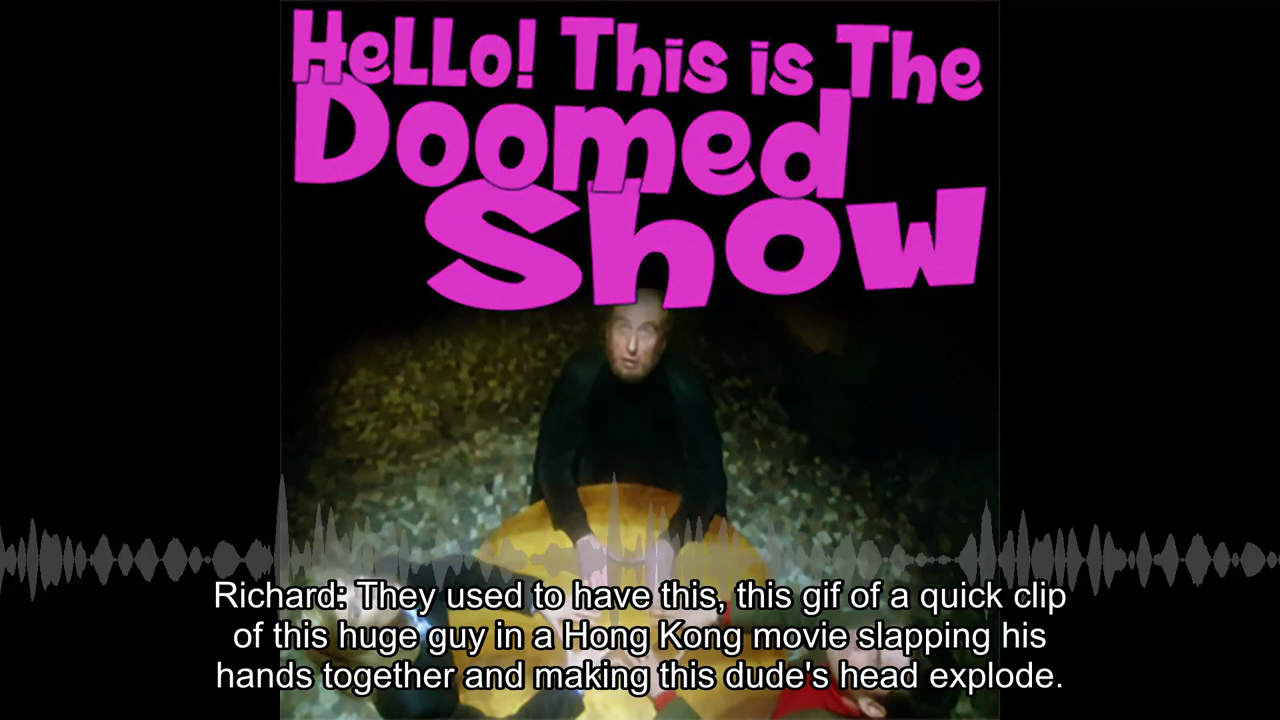 HeLLo! This is The
Doomed
Show
Richard: They used to have this, this gif of a quick clip
of this huge guy in a Hong Kong movie slapping his
hands together and making this dude's head explode.